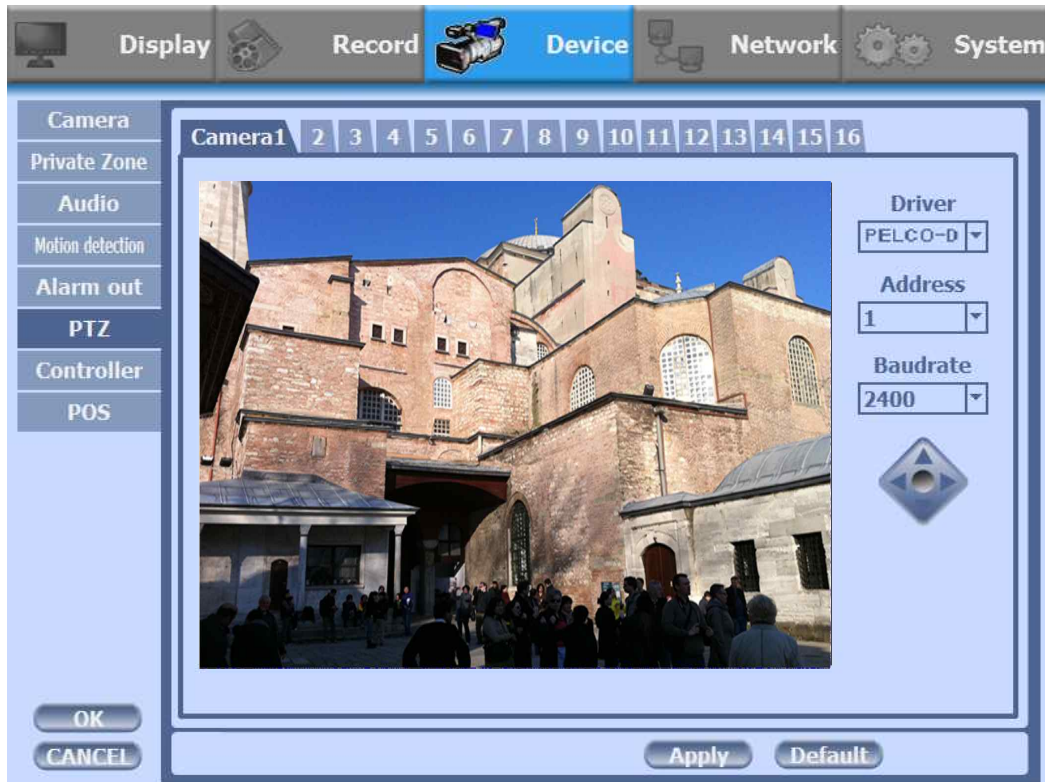 Display Record Device Network System
Camera
Private Zone
Audio
Motion detection
Alarm out
PTZ
Controller
POS
OK
CANCEL
Camera1 2 3 4 5 6 7 8 9 10 11 12 13 14 15 16
Driver
PELCO-D
Address
1
Baudrate
2400
Apply Default